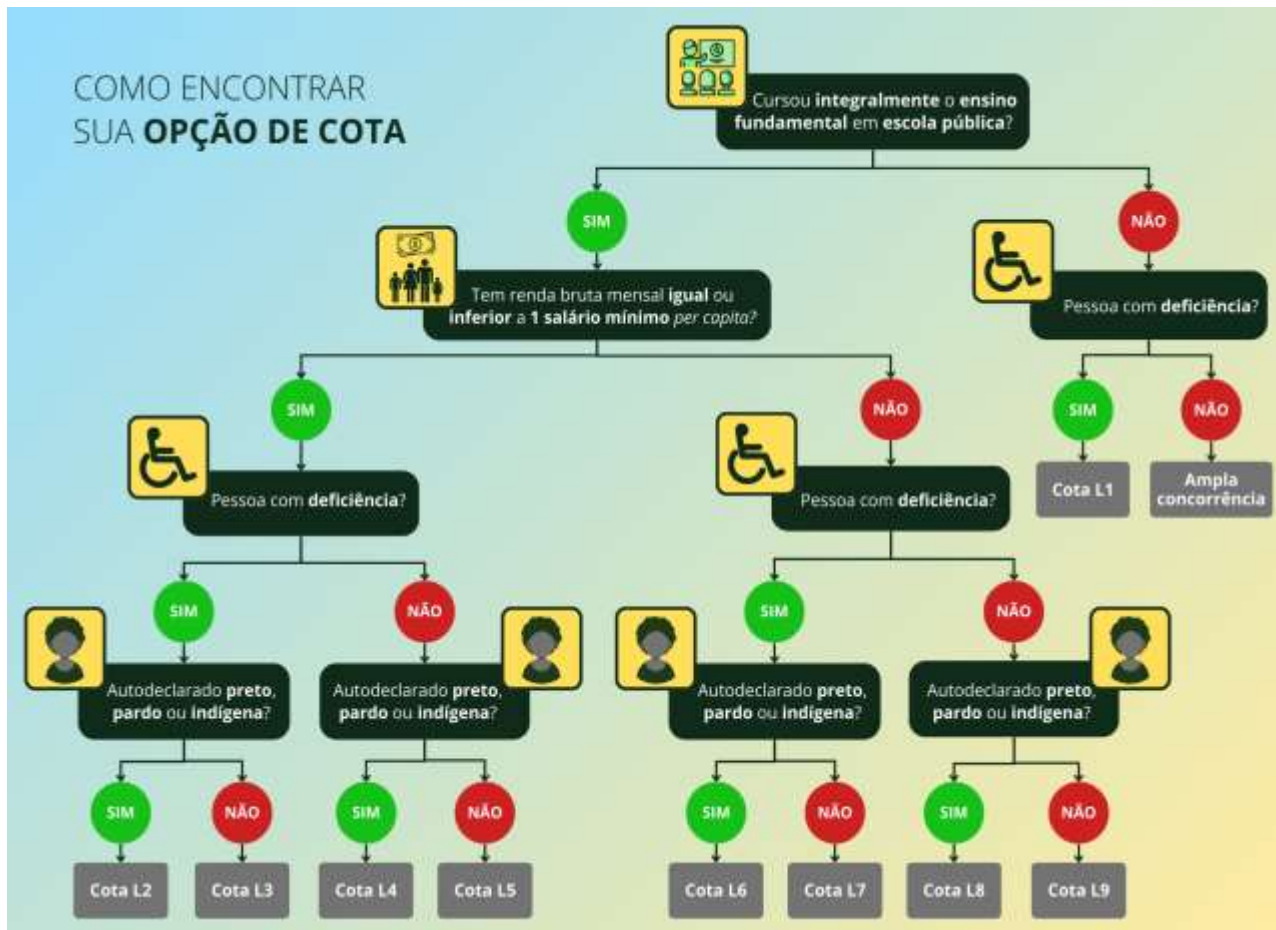 COMO ENCONTRAR
SUA OPÇÃO DE COTA
Cursou integralmente o ensino
fundamental em escola pública?
SIM
NÃO
Tem renda bruta mensal igual ou
inferior a 1 salário mínimo per capita?
Pessoa com deficiência?
SIM
NÃO
SIM
NÃO
Cota L1
Ampla
concorrência
Pessoa com deficiência?
Pessoa com deficiência?
SIM
NÃO
SIM
NÃO
Autodeclarado preto,
pardo ou indígena?
Autodeclarado preto,
pardo ou indígena?
Autodeclarado preto,
pardo ou indígena?
Autodeclarado preto,
pardo ou indígena?
SIM
NÃO
SIM
NÃO
SIM
NÃO
SIM
NÃO
Cota L2
Cota L3
Cota L4
Cota L5
Cota L6
Cota L7
Cota L8
Cota L9